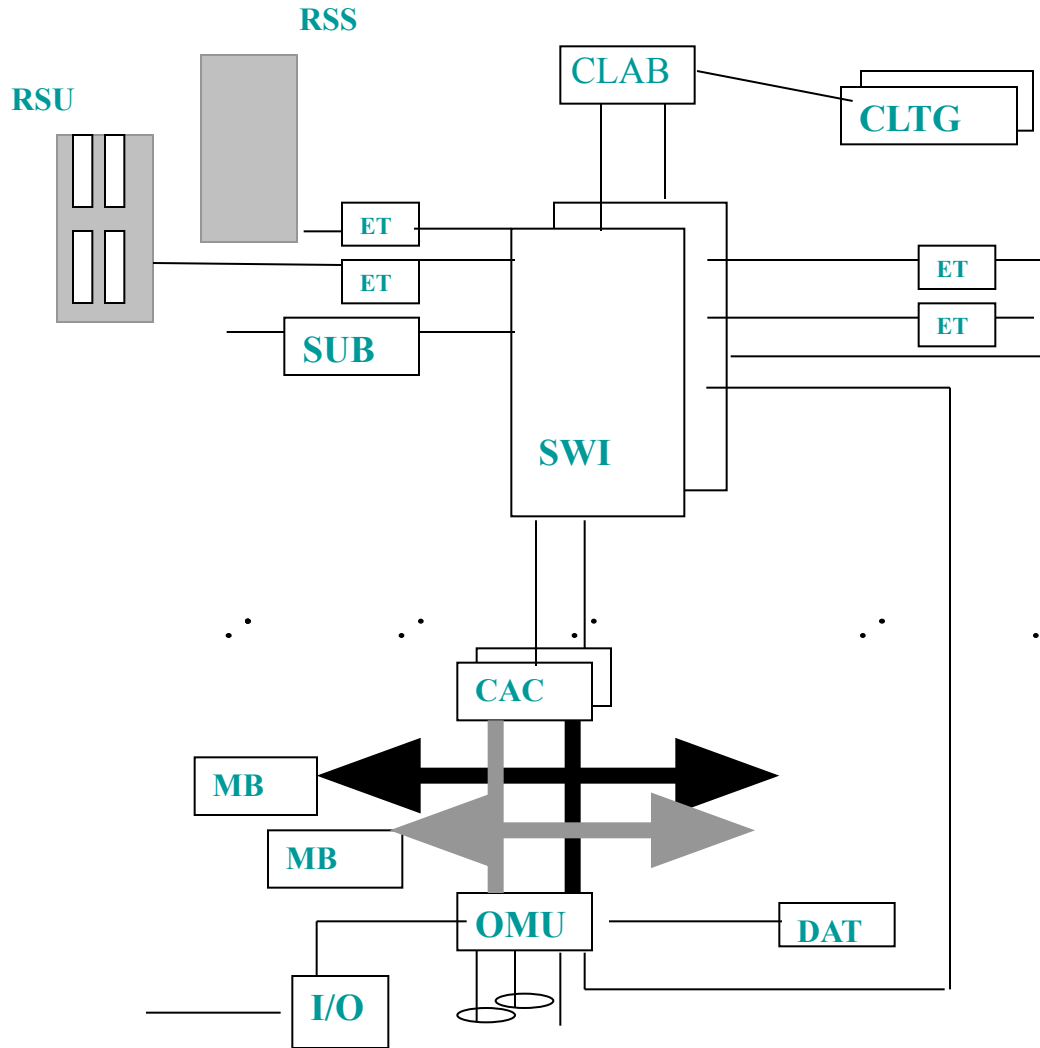 RSS
CLAB
RSU
CLTG
ET
ET
ET
ET
SUB
SWI
CAC
MB
MB
OMU
DAT
I/O